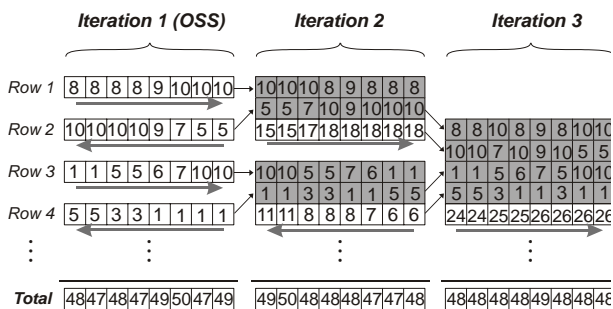 Iteration 1 (OSS) Iteration 2 Iteration 3
Row 1 8 8 8 8 9 10 10 10
Row 2 10 10 10 10 9 7 5 5
Row 3 1 1 5 5 6 7 10 10
Row 4 5 5 3 3 1 1 1 1
10 10 10 8 9 8 8 8
5 5 7 10 9 10 10 10
15 15 17 18 18 18 18 18
10 10 5 5 7 6 1 1
1 1 3 3 1 1 5 5
11 11 8 8 8 7 6 6
8 8 10 8 9 8 10 10
10 10 7 10 9 10 5 5
1 1 5 6 7 5 10 10
5 5 3 1 1 3 1 1
24 24 25 25 26 26 26 26
Total 48 47 48 47 49 50 47 49 49 50 48 48 48 47 47 48 48 48 48 48 49 48 48 48